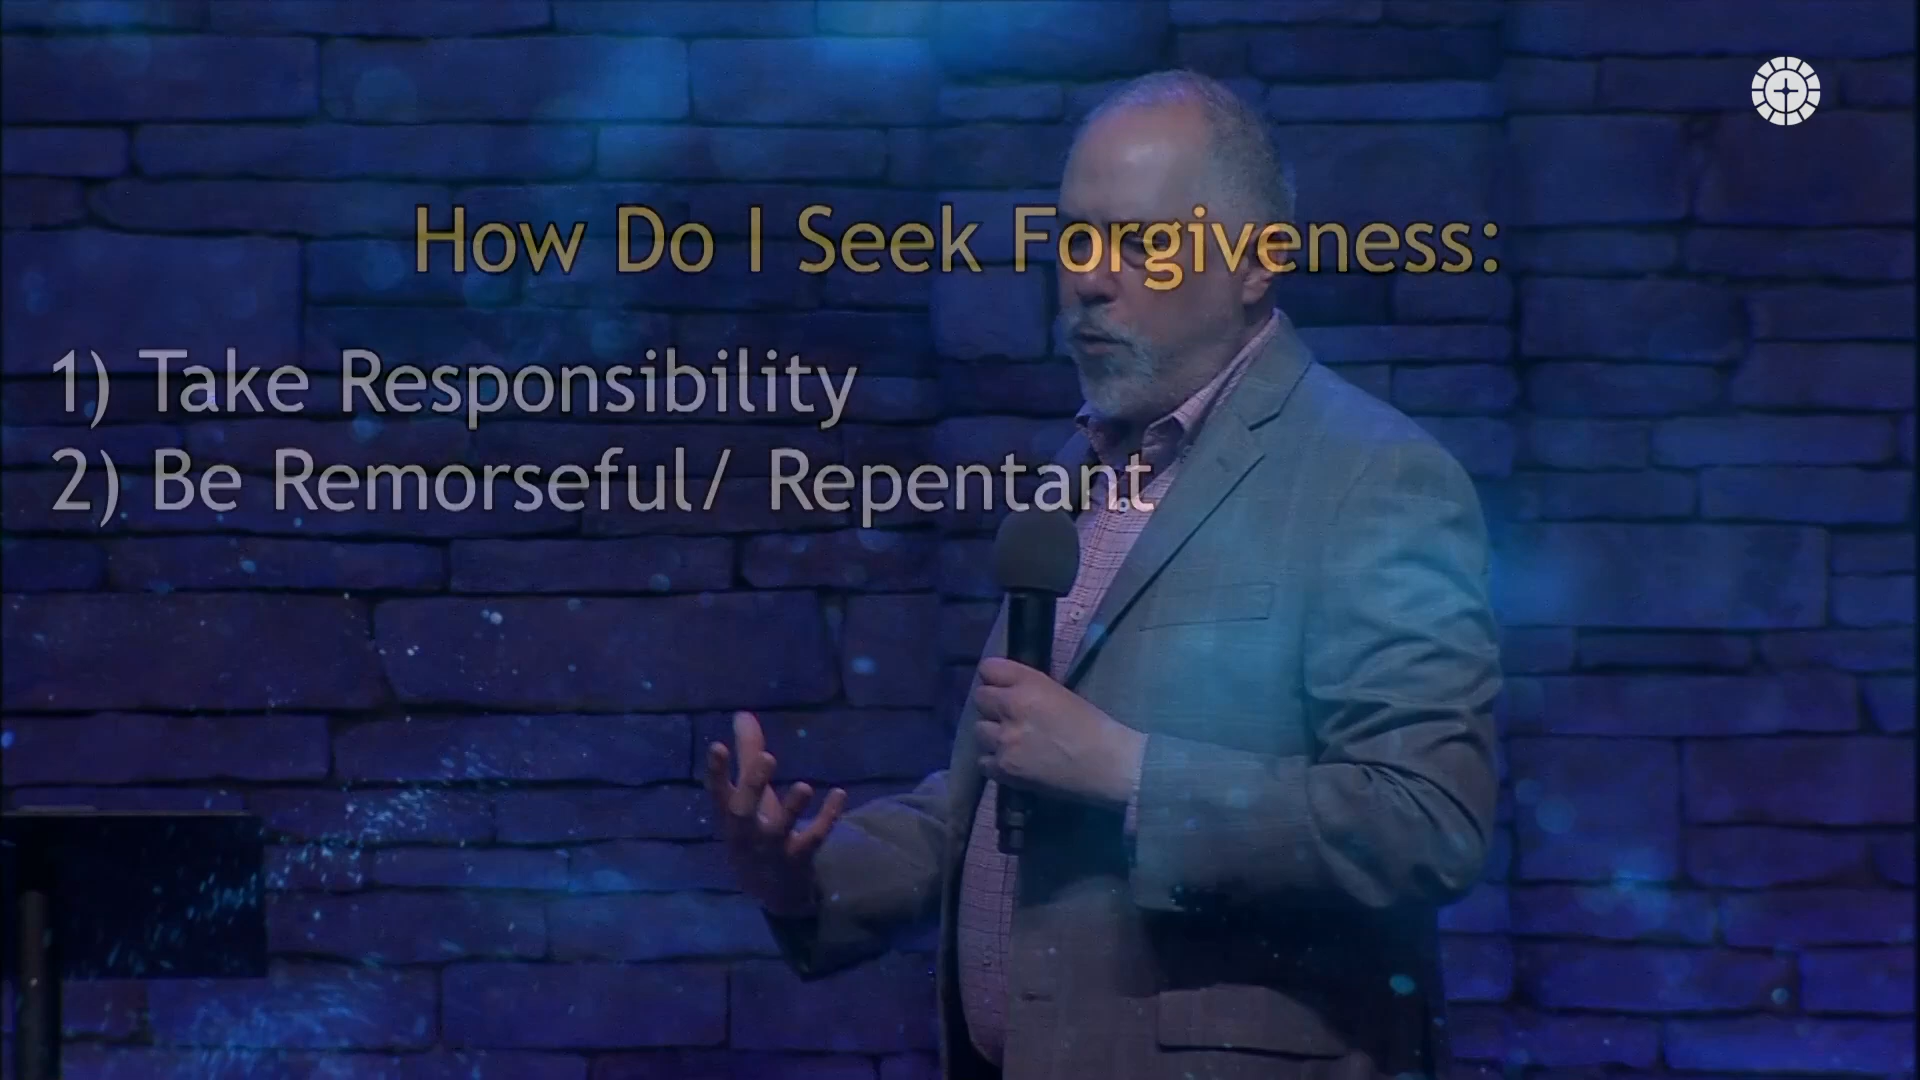 How Do I Seek Forgiveness:
1) Take Responsibility
2) Be Remorseful/ Repentant